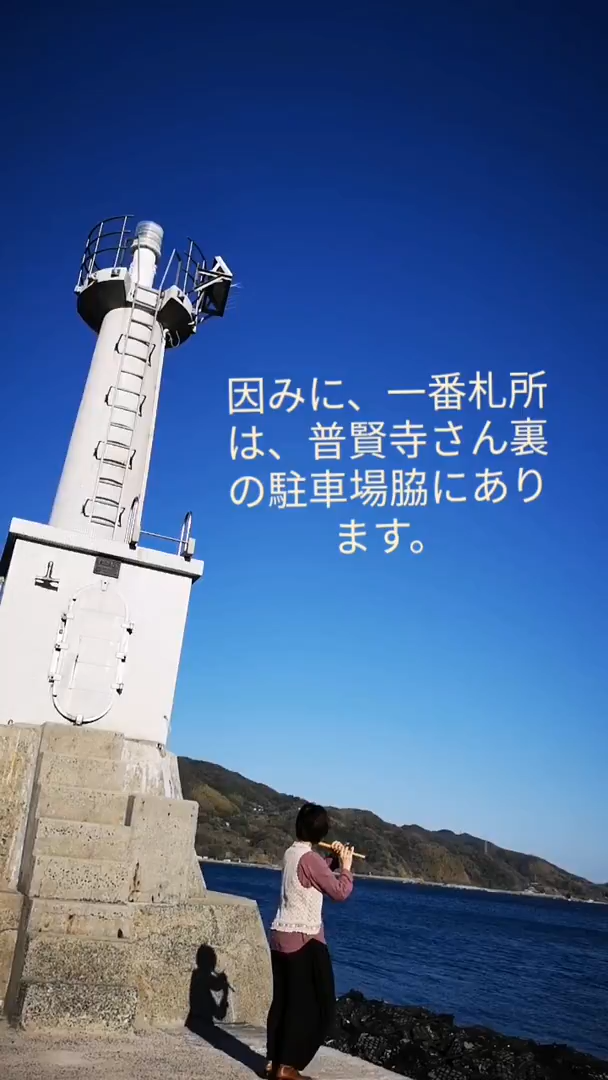 因みに、一番札所
は、普賢寺さん裏
の駐車場脇にあり
ます。